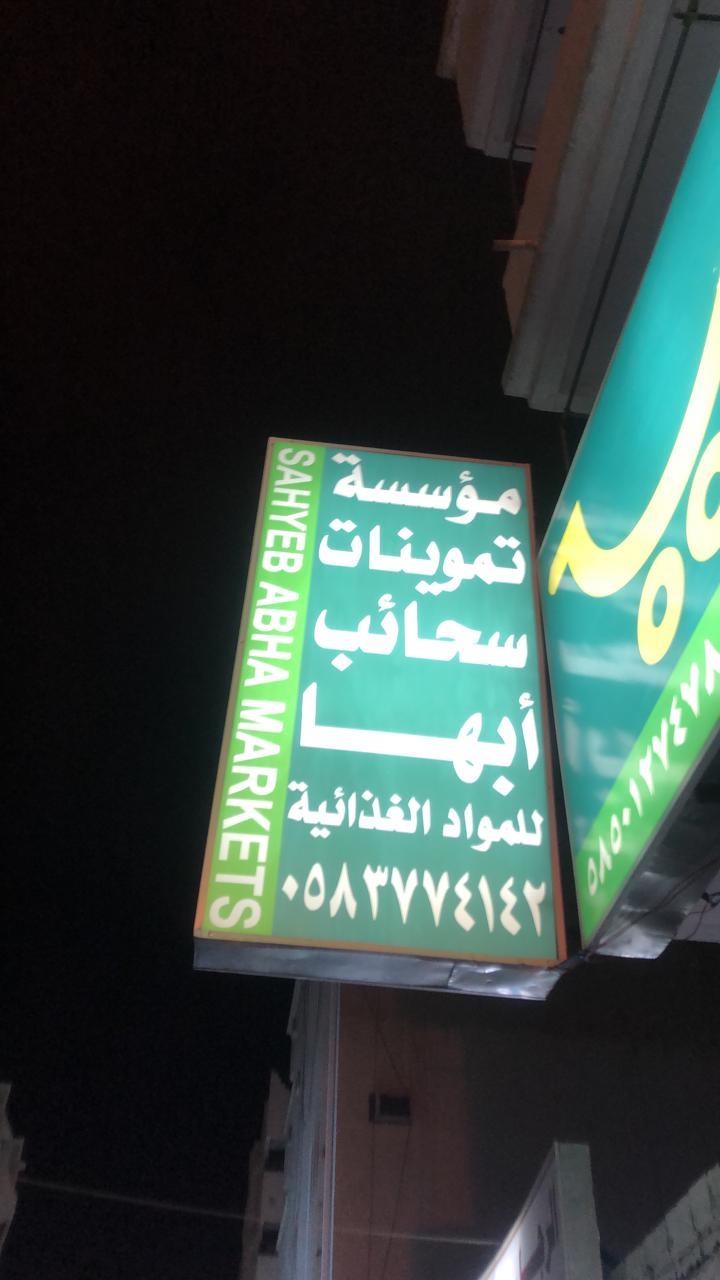 مؤسسة
تموينات
سحائب
أبها
للمواد الغذائية
٠٥٨٣٧٧٤١٤٢
SAHYEB ABHA MARKETS